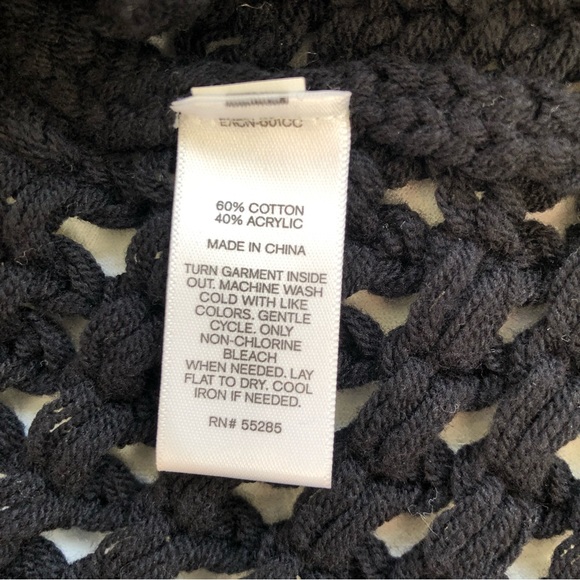 60% COTTON
40% ACRYLIC
MADE IN CHINA
TURN GARMENT INSIDE
OUT. MACHINE WASH
COLD WITH LIKE
COLORS. GENTLE
CYCLE. ONLY
NON-CHLORINE
BLEACH
WHEN NEEDED. LAY
FLAT TO DRY. COOL
IRON IF NEEDED.
RN# 55285